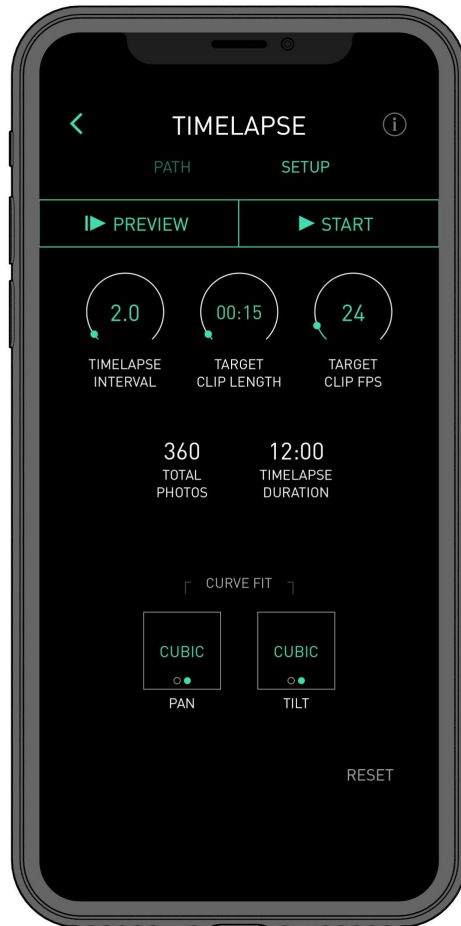 TIMELAPSE
PATH SETUP
PREVIEW START
2.0 00:15 24
TIMELAPSE TARGET TARGET
INTERVAL CLIP LENGTH CLIP FPS
360 12:00
TOTAL TIMELAPSE
PHOTOS DURATION
CURVE FIT
CUBIC CUBIC
PAN TILT
RESET